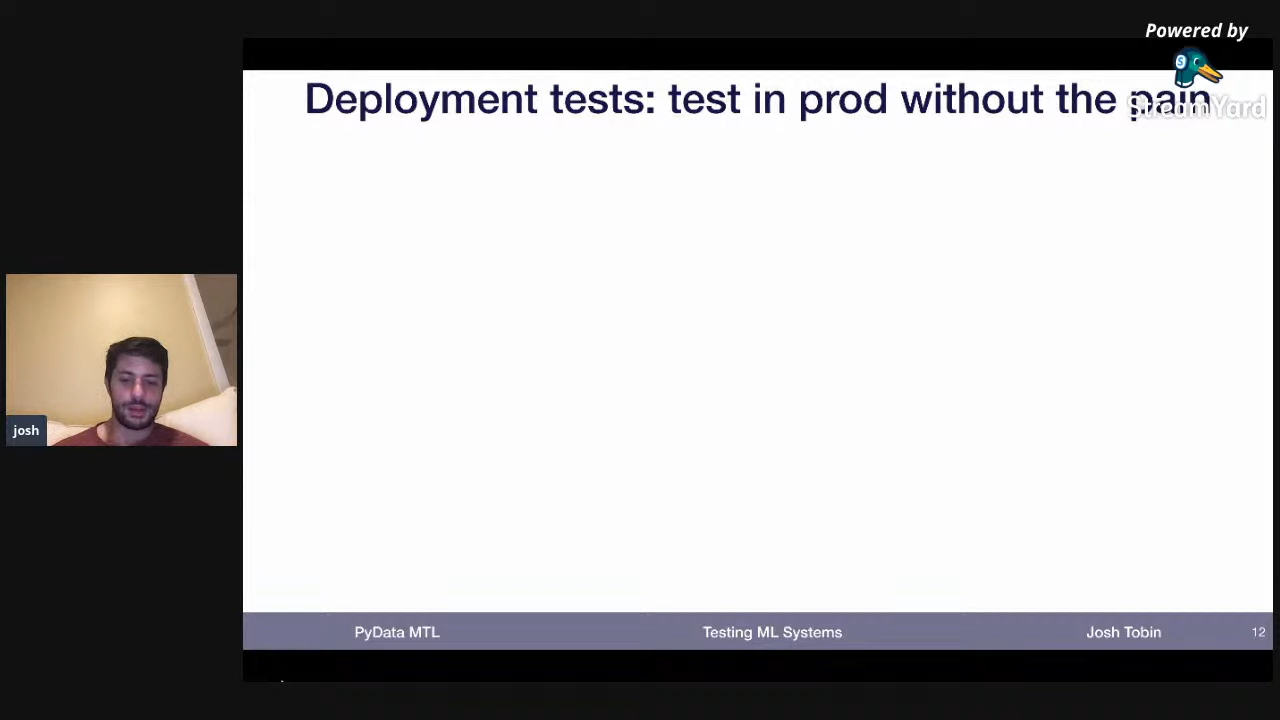 Powered by
StreamYard
Deployment tests: test in prod without the pain
josh
PyData MTL
Testing ML Systems
Josh Tobin
12